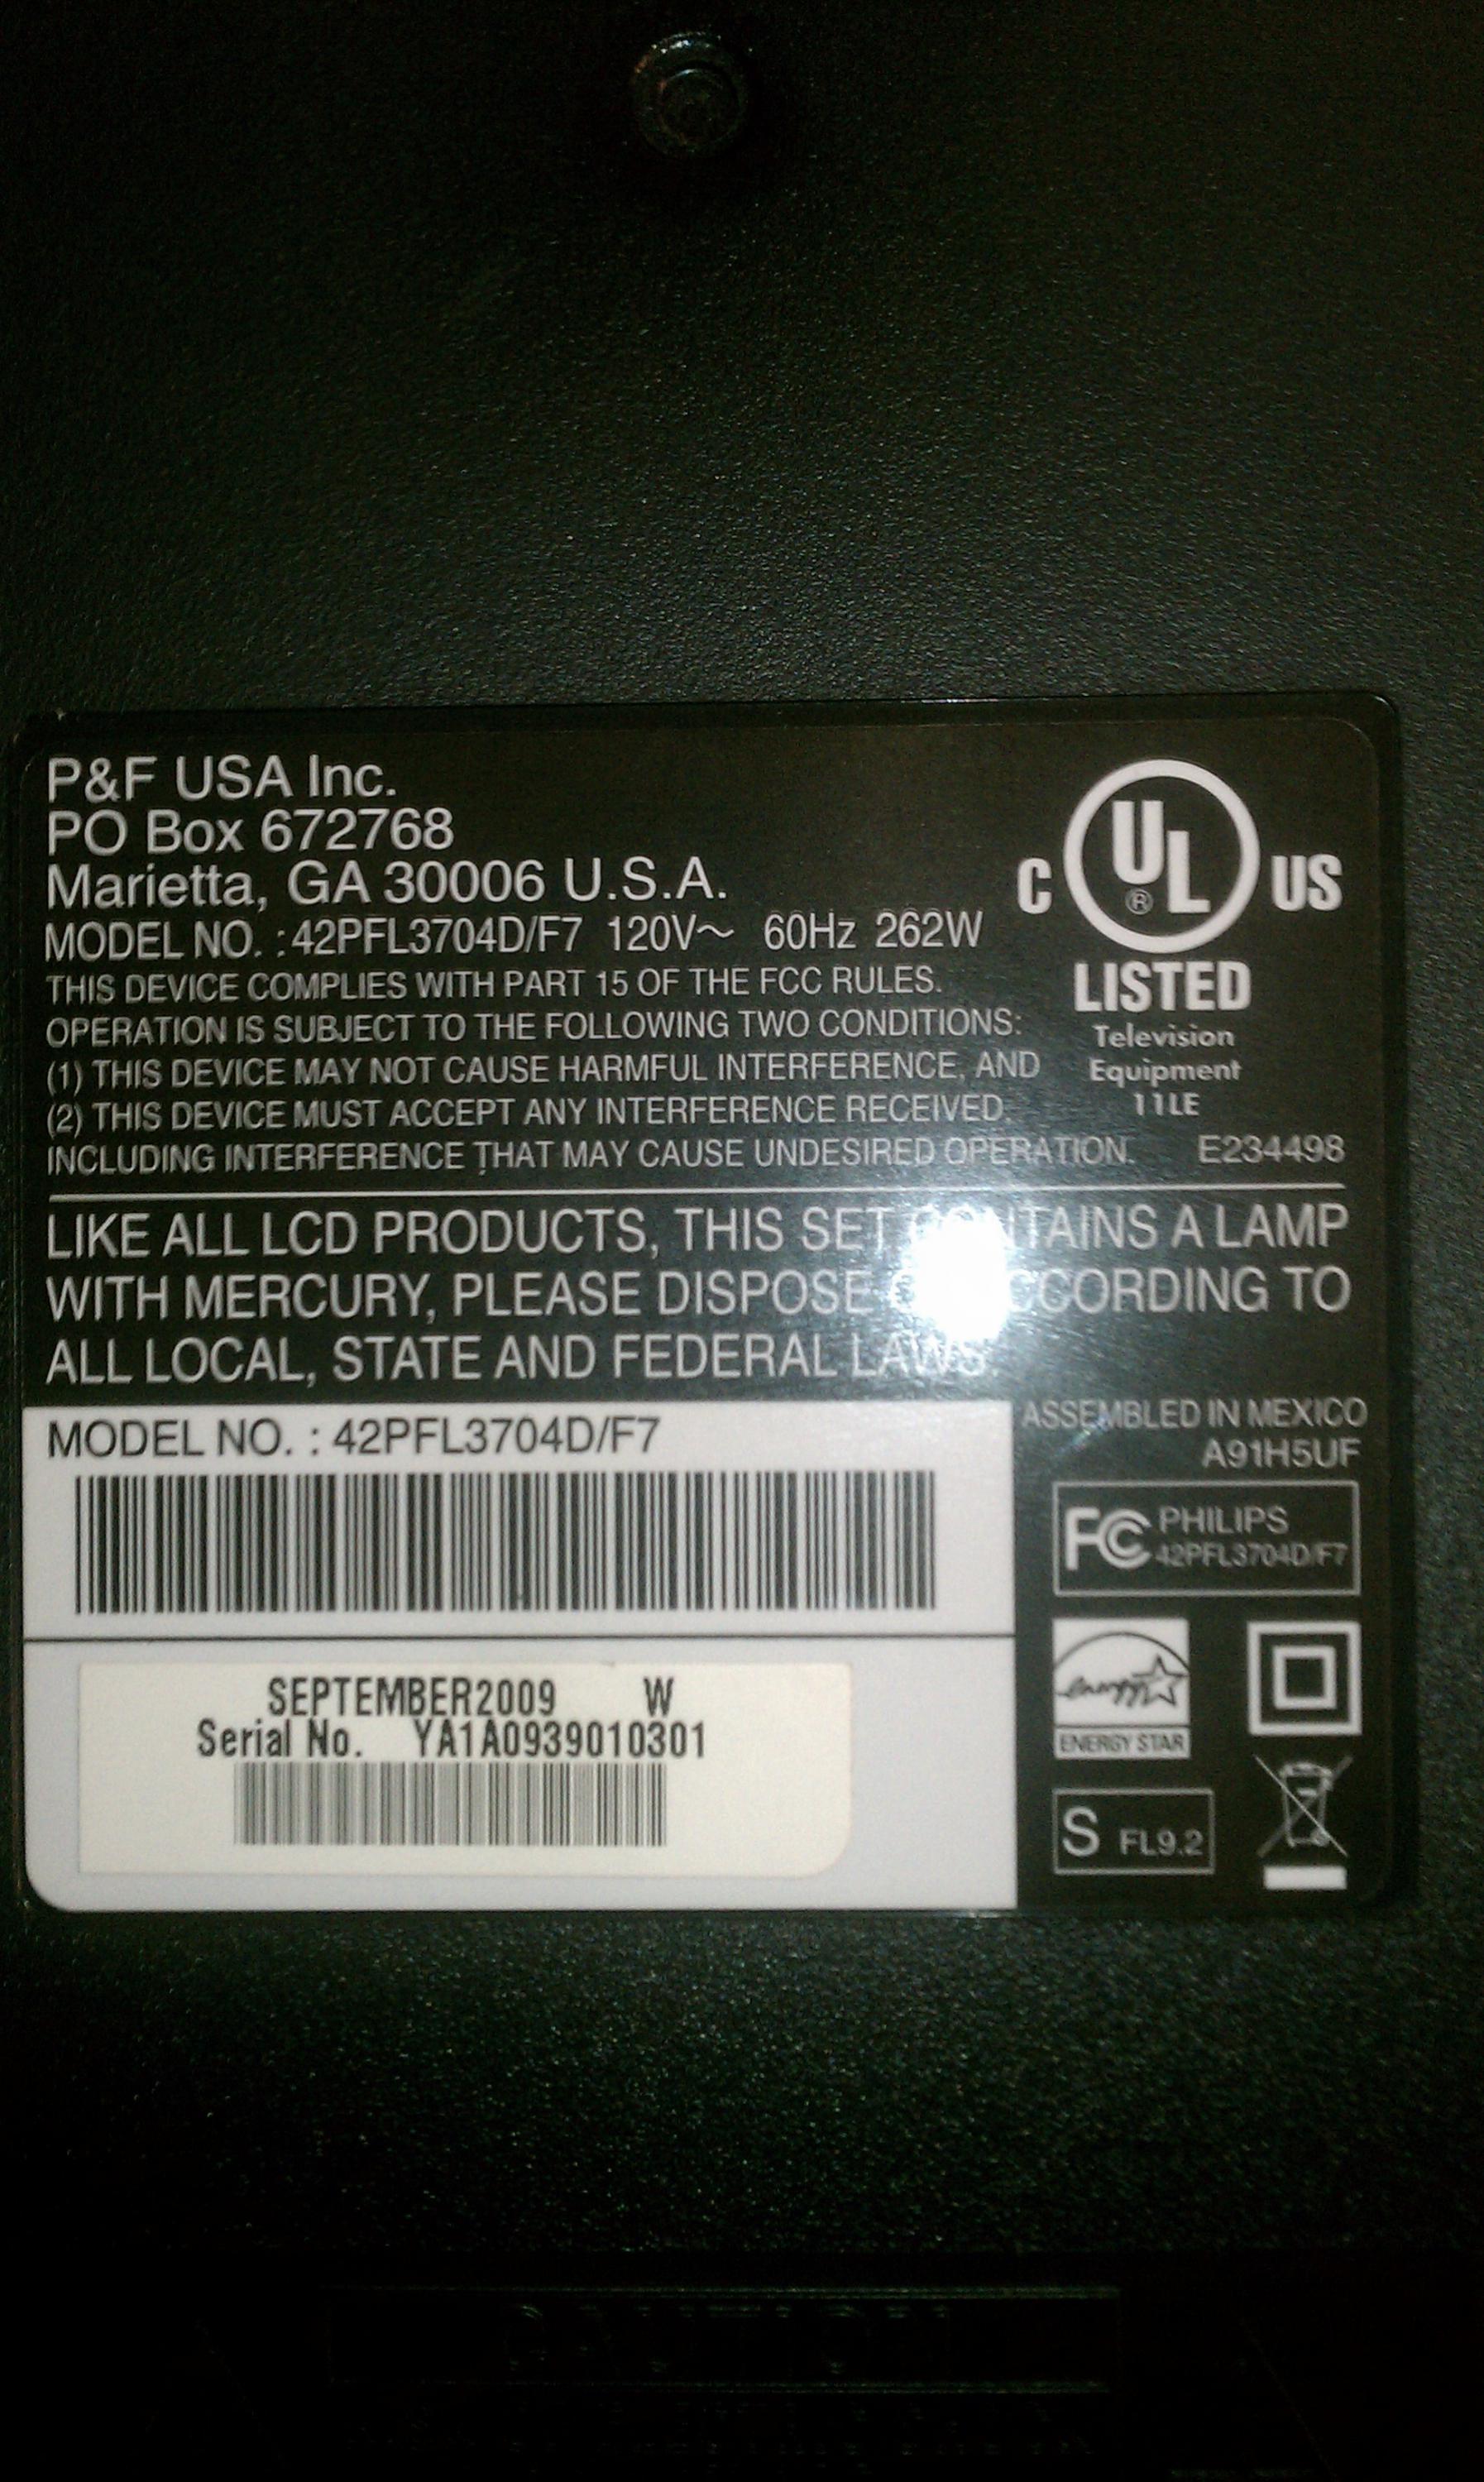 P&F USA Inc.
PO Box 672768
Marietta, GA 30006 U.S.A.
MODEL NO. : 42PFL3704D/F7 120V~ 60Hz 262W
THIS DEVICE COMPLIES WITH PART 15 OF THE FCC RULES.
OPERATION IS SUBJECT TO THE FOLLOWING TWO CONDITIONS:
(1) THIS DEVICE MAY NOT CAUSE HARMFUL INTERFERENCE, AND
(2) THIS DEVICE MUST ACCEPT ANY INTERFERENCE RECEIVED,
INCLUDING INTERFERENCE THAT MAY CAUSE UNDESIRED OPERATION.
C UL ® US
LISTED
Television
Equipment
11LE
E234498
LIKE ALL LCD PRODUCTS, THIS SET CONTAINS A LAMP
WITH MERCURY, PLEASE DISPOSE ACCORDING TO
ALL LOCAL, STATE AND FEDERAL LAWS
MODEL NO. : 42PFL3704D/F7
SEPTEMBER2009 W
Serial No. YA1A0939010301
ASSEMBLED IN MEXICO
A91H5UF
FC PHILIPS
42PFL3704D/F7
energy
ENERGY STAR
S FL9.2
CAUTION